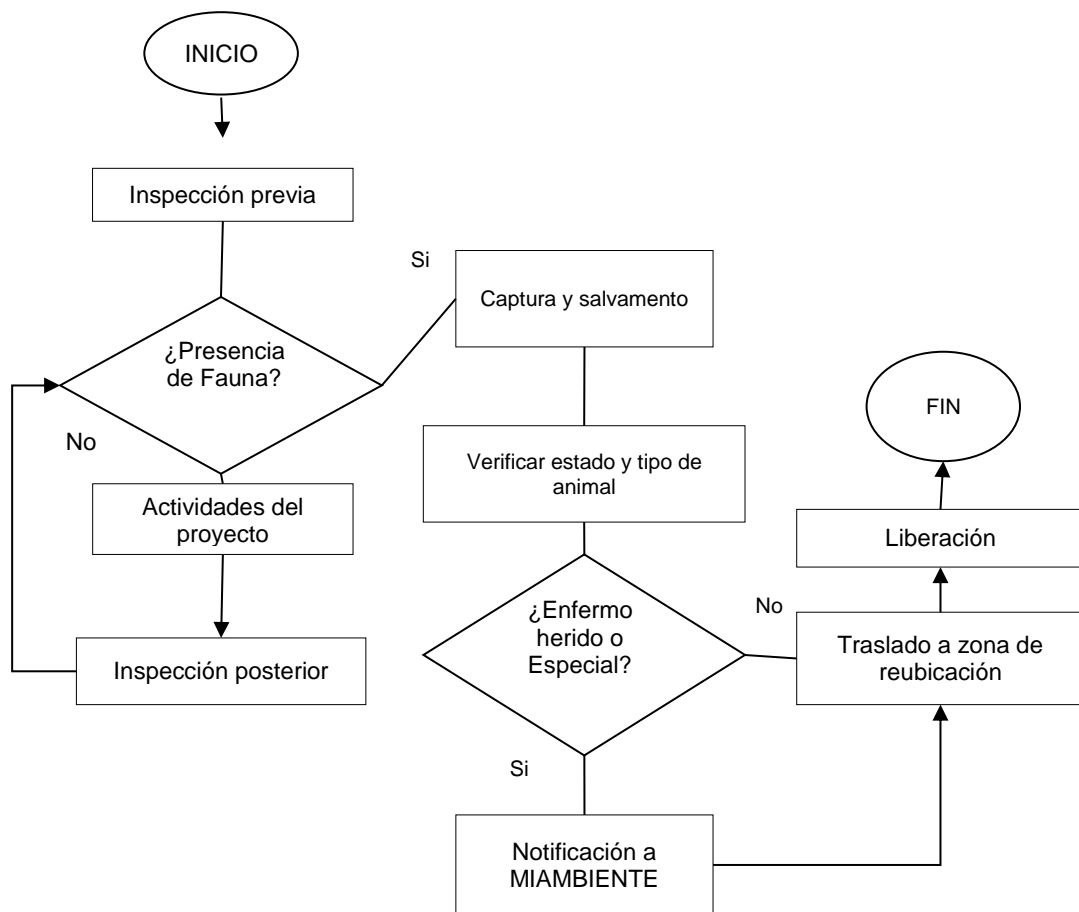 INICIO
Inspección previa
¿Presencia
de Fauna?
Si
No
Actividades del
proyecto
Inspección posterior
Captura y salvamento
Verificar estado y tipo de
animal
¿Enfermo
herido o
Especial?
No
Si
Notificación a
MIAMBIENTE
Traslado a zona de
reubicación
Liberación
FIN